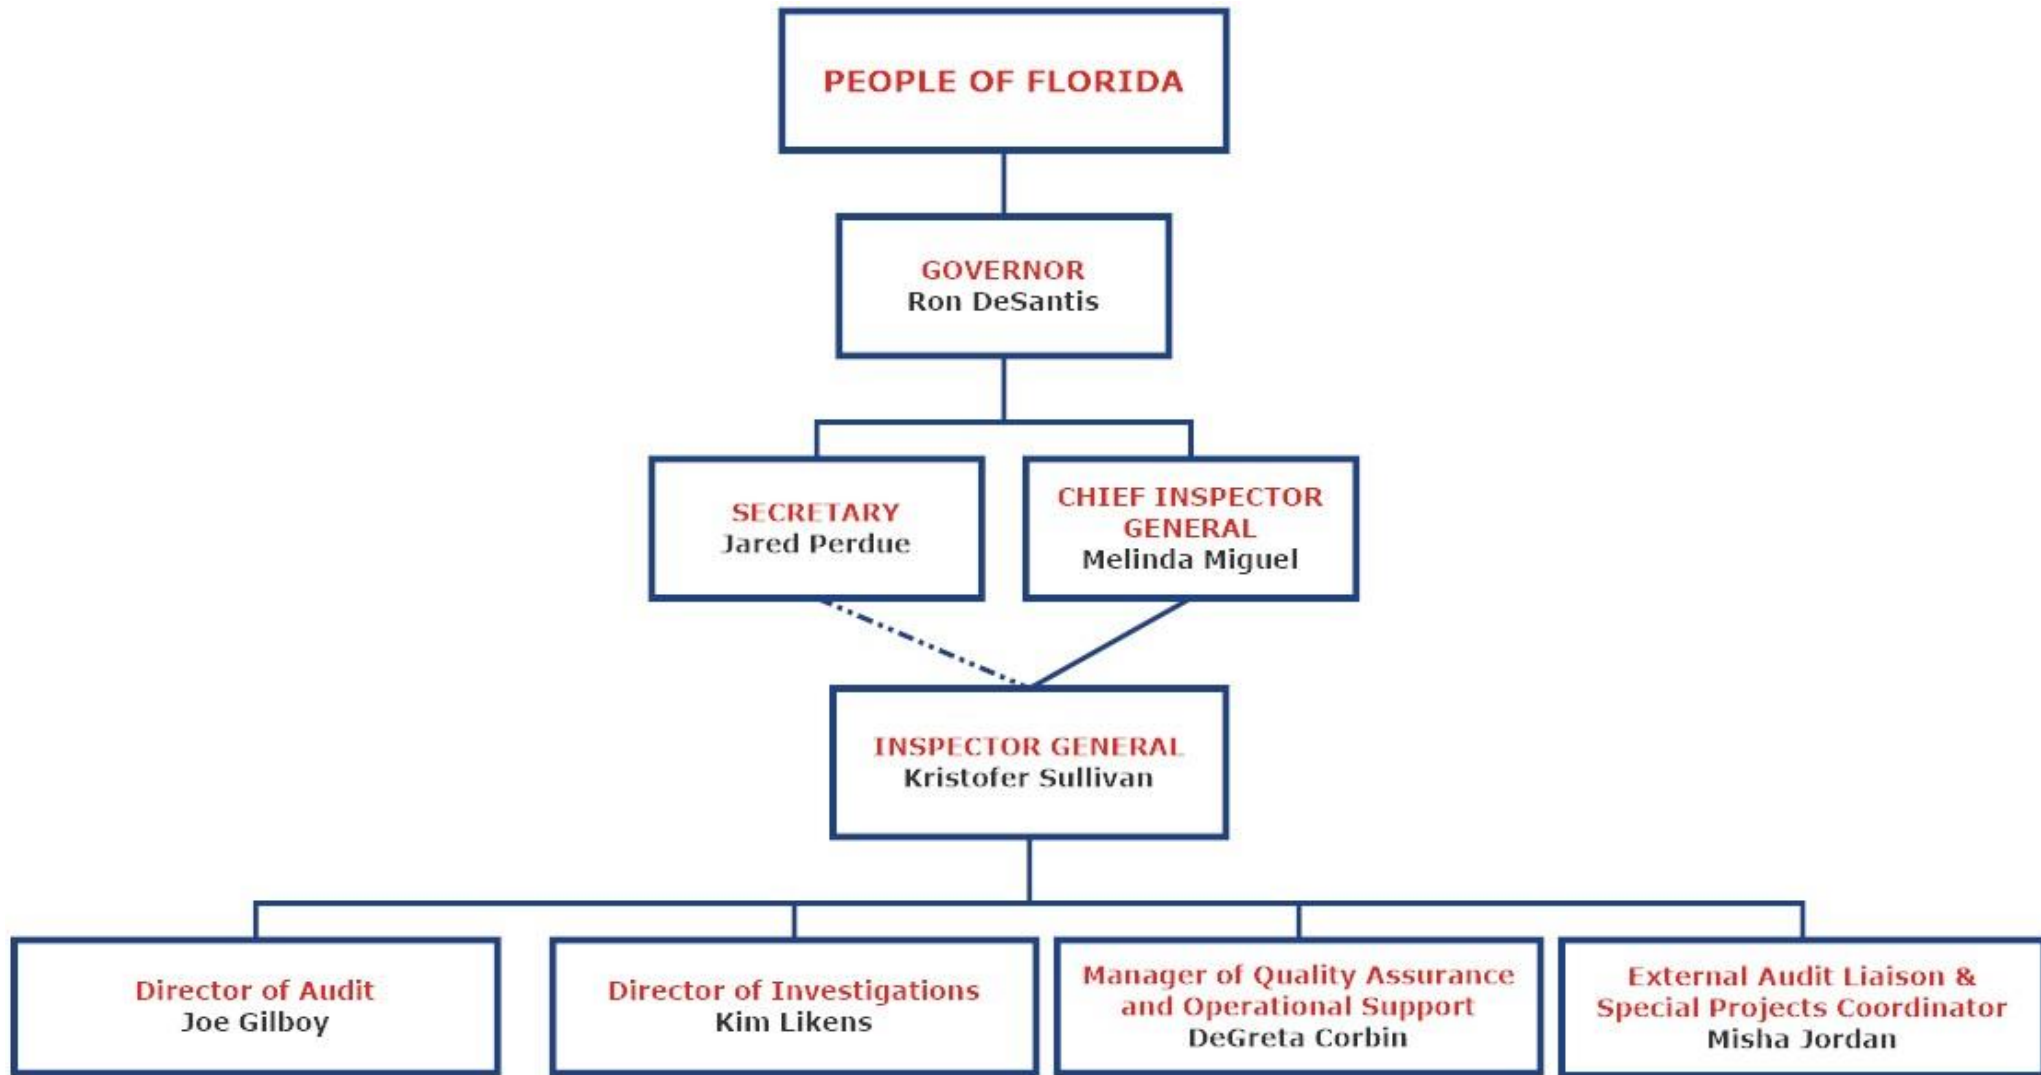 PEOPLE OF FLORIDA
GOVERNOR
Ron DeSantis
SECRETARY
Jared Perdue
CHIEF INSPECTOR
GENERAL
Melinda Miguel
INSPECTOR GENERAL
Kristofer Sullivan
Director of Audit
Joe Gilboy
Director of Investigations
Kim Likens
Manager of Quality Assurance
and Operational Support
DeGreta Corbin
External Audit Liaison &
Special Projects Coordinator
Misha Jordan